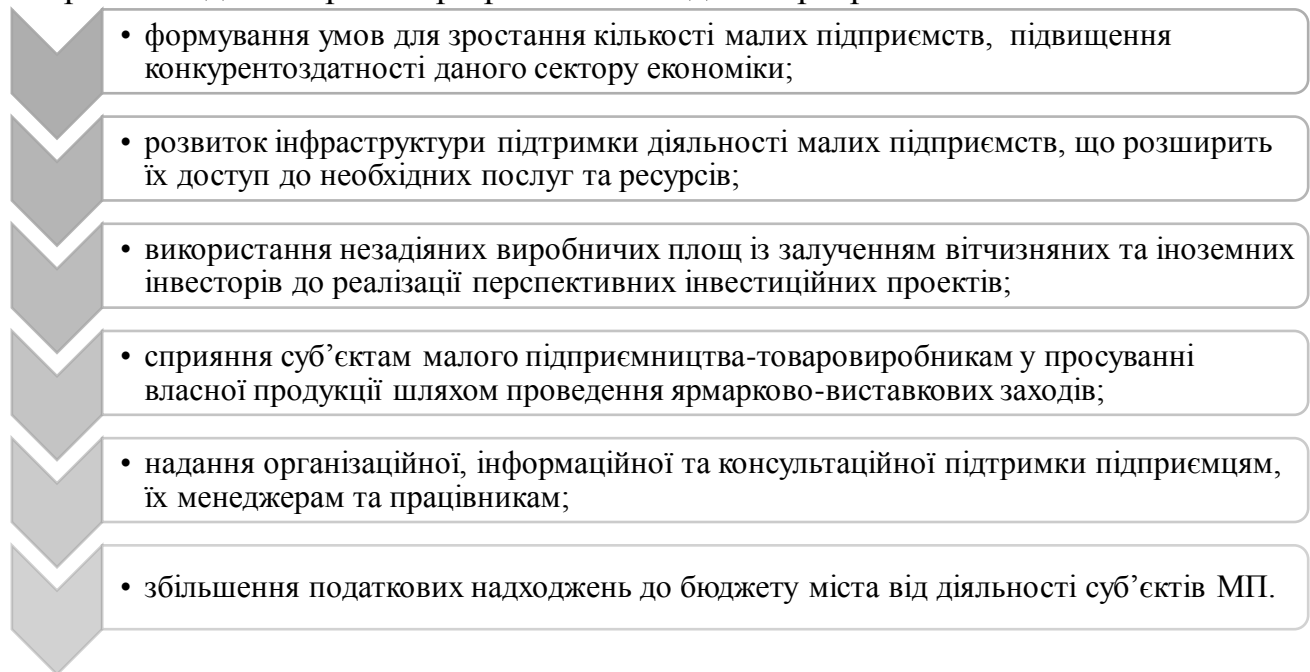 • формування умов для зростання кількості малих підприємств, підвищення
конкурентоздатності даного сектору економіки;
• розвиток інфраструктури підтримки діяльності малих підприємств, що розширить
їх доступ до необхідних послуг та ресурсів;
• використання незадіяних виробничих площ із залученням вітчизняних та іноземних
інвесторів до реалізації перспективних інвестиційних проектів;
• сприяння суб’єктам малого підприємництва-товаровиробникам у просуванні
власної продукції шляхом проведення ярмарково-виставкових заходів;
• надання організаційної, інформаційної та консультаційної підтримки підприємцям,
їх менеджерам та працівникам;
• збільшення податкових надходжень до бюджету міста від діяльності суб’єктів МП.